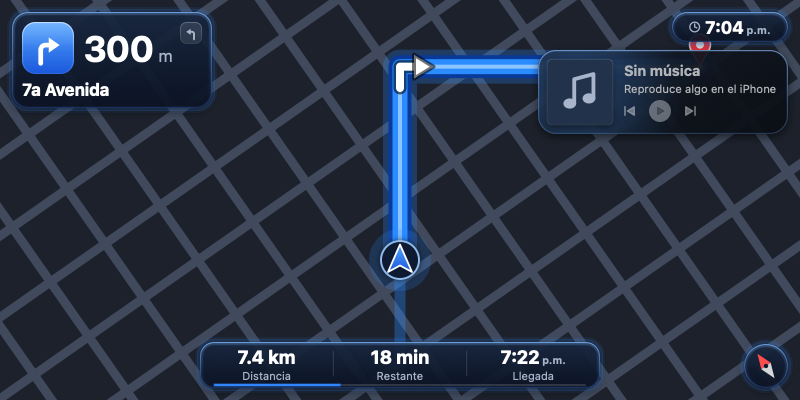 300 m
7a Avenida
7:04 p.m.
Sin música
Reproduce algo en el iPhone
7.4 km
Distancia
18 min
Restante
7:22 p.m.
Llegada